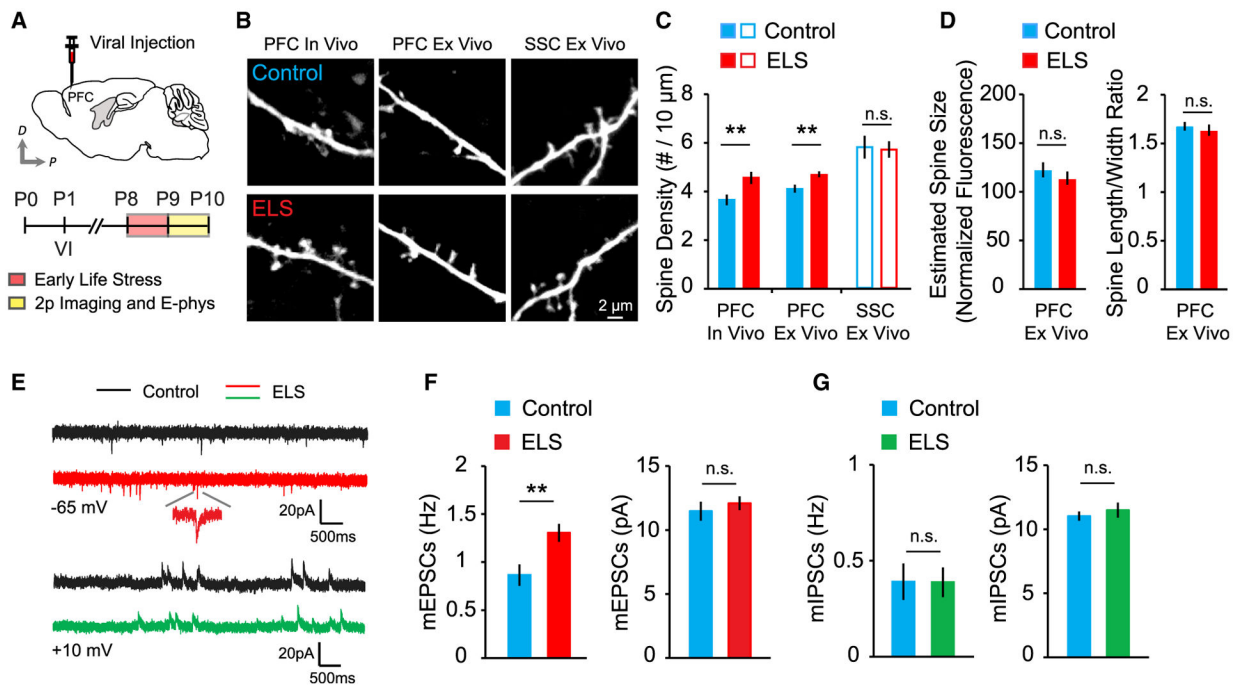 A
Viral Injection
PFC
D
P
P0 P1 P8 P9 P10
VI
Early Life Stress
2p Imaging and E-phys
B
PFC In Vivo PFC Ex Vivo SSC Ex Vivo
Control
ELS
2 μm
C
Control
ELS
Spine Density (# / 10 μm)
8
6
4
2
0
**
**
n.s.
PFC In Vivo
PFC Ex Vivo
SSC Ex Vivo
D
Control
ELS
Estimated Spine Size
(Normalized Fluorescence)
200
150
100
50
0
n.s.
PFC
Ex Vivo
Spine Length/Width Ratio
2
1.5
1
0.5
0
n.s.
PFC
Ex Vivo
E
Control ELS
-65 mV
20pA
500ms
+10 mV
20pA
500ms
F
Control
ELS
mEPSCs (Hz)
2
1.5
1
0.5
0
**
mEPSCs (pA)
15
10
5
0
n.s.
G
Control
ELS
mIPSCs (Hz)
1
0.5
0
n.s.
mIPSCs (pA)
15
10
5
0
n.s.